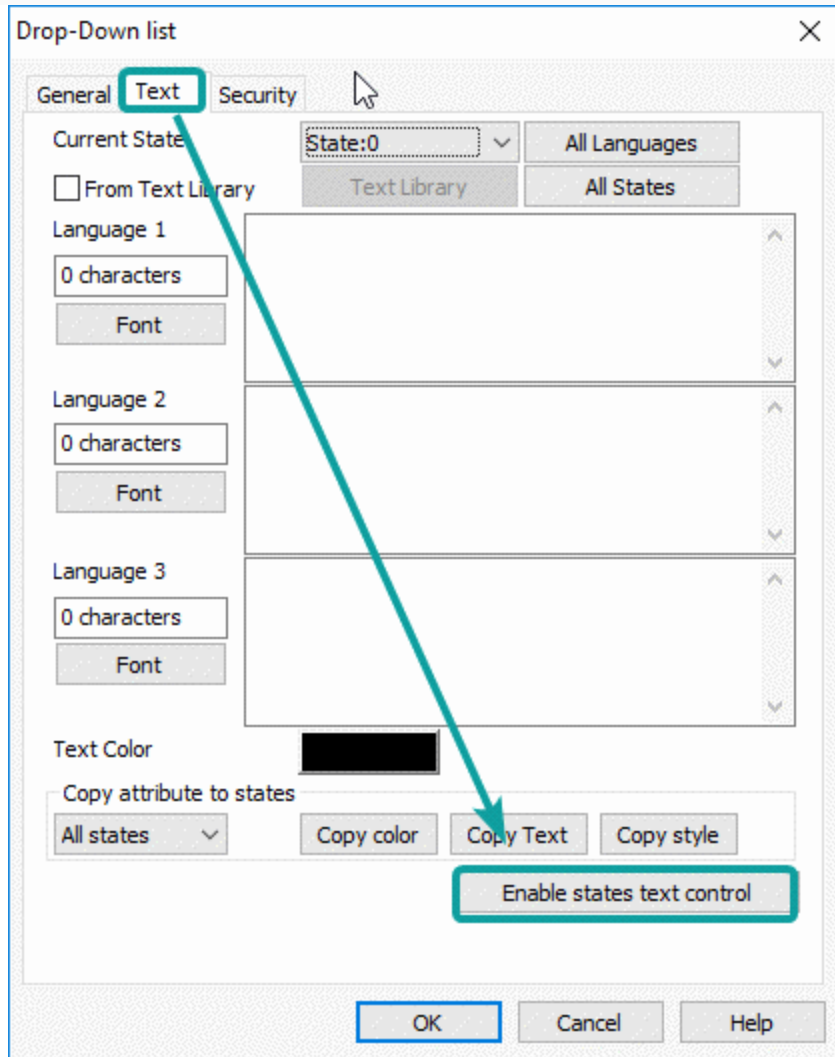 Drop-Down list
General Text Security
Current State State:0 All Languages
From Text Library Text Library All States
Language 1
0 characters
Font
Language 2
0 characters
Font
Language 3
0 characters
Font
Text Color
Copy attribute to states
All states Copy color Copy Text Copy style
Enable states text control
OK Cancel Help